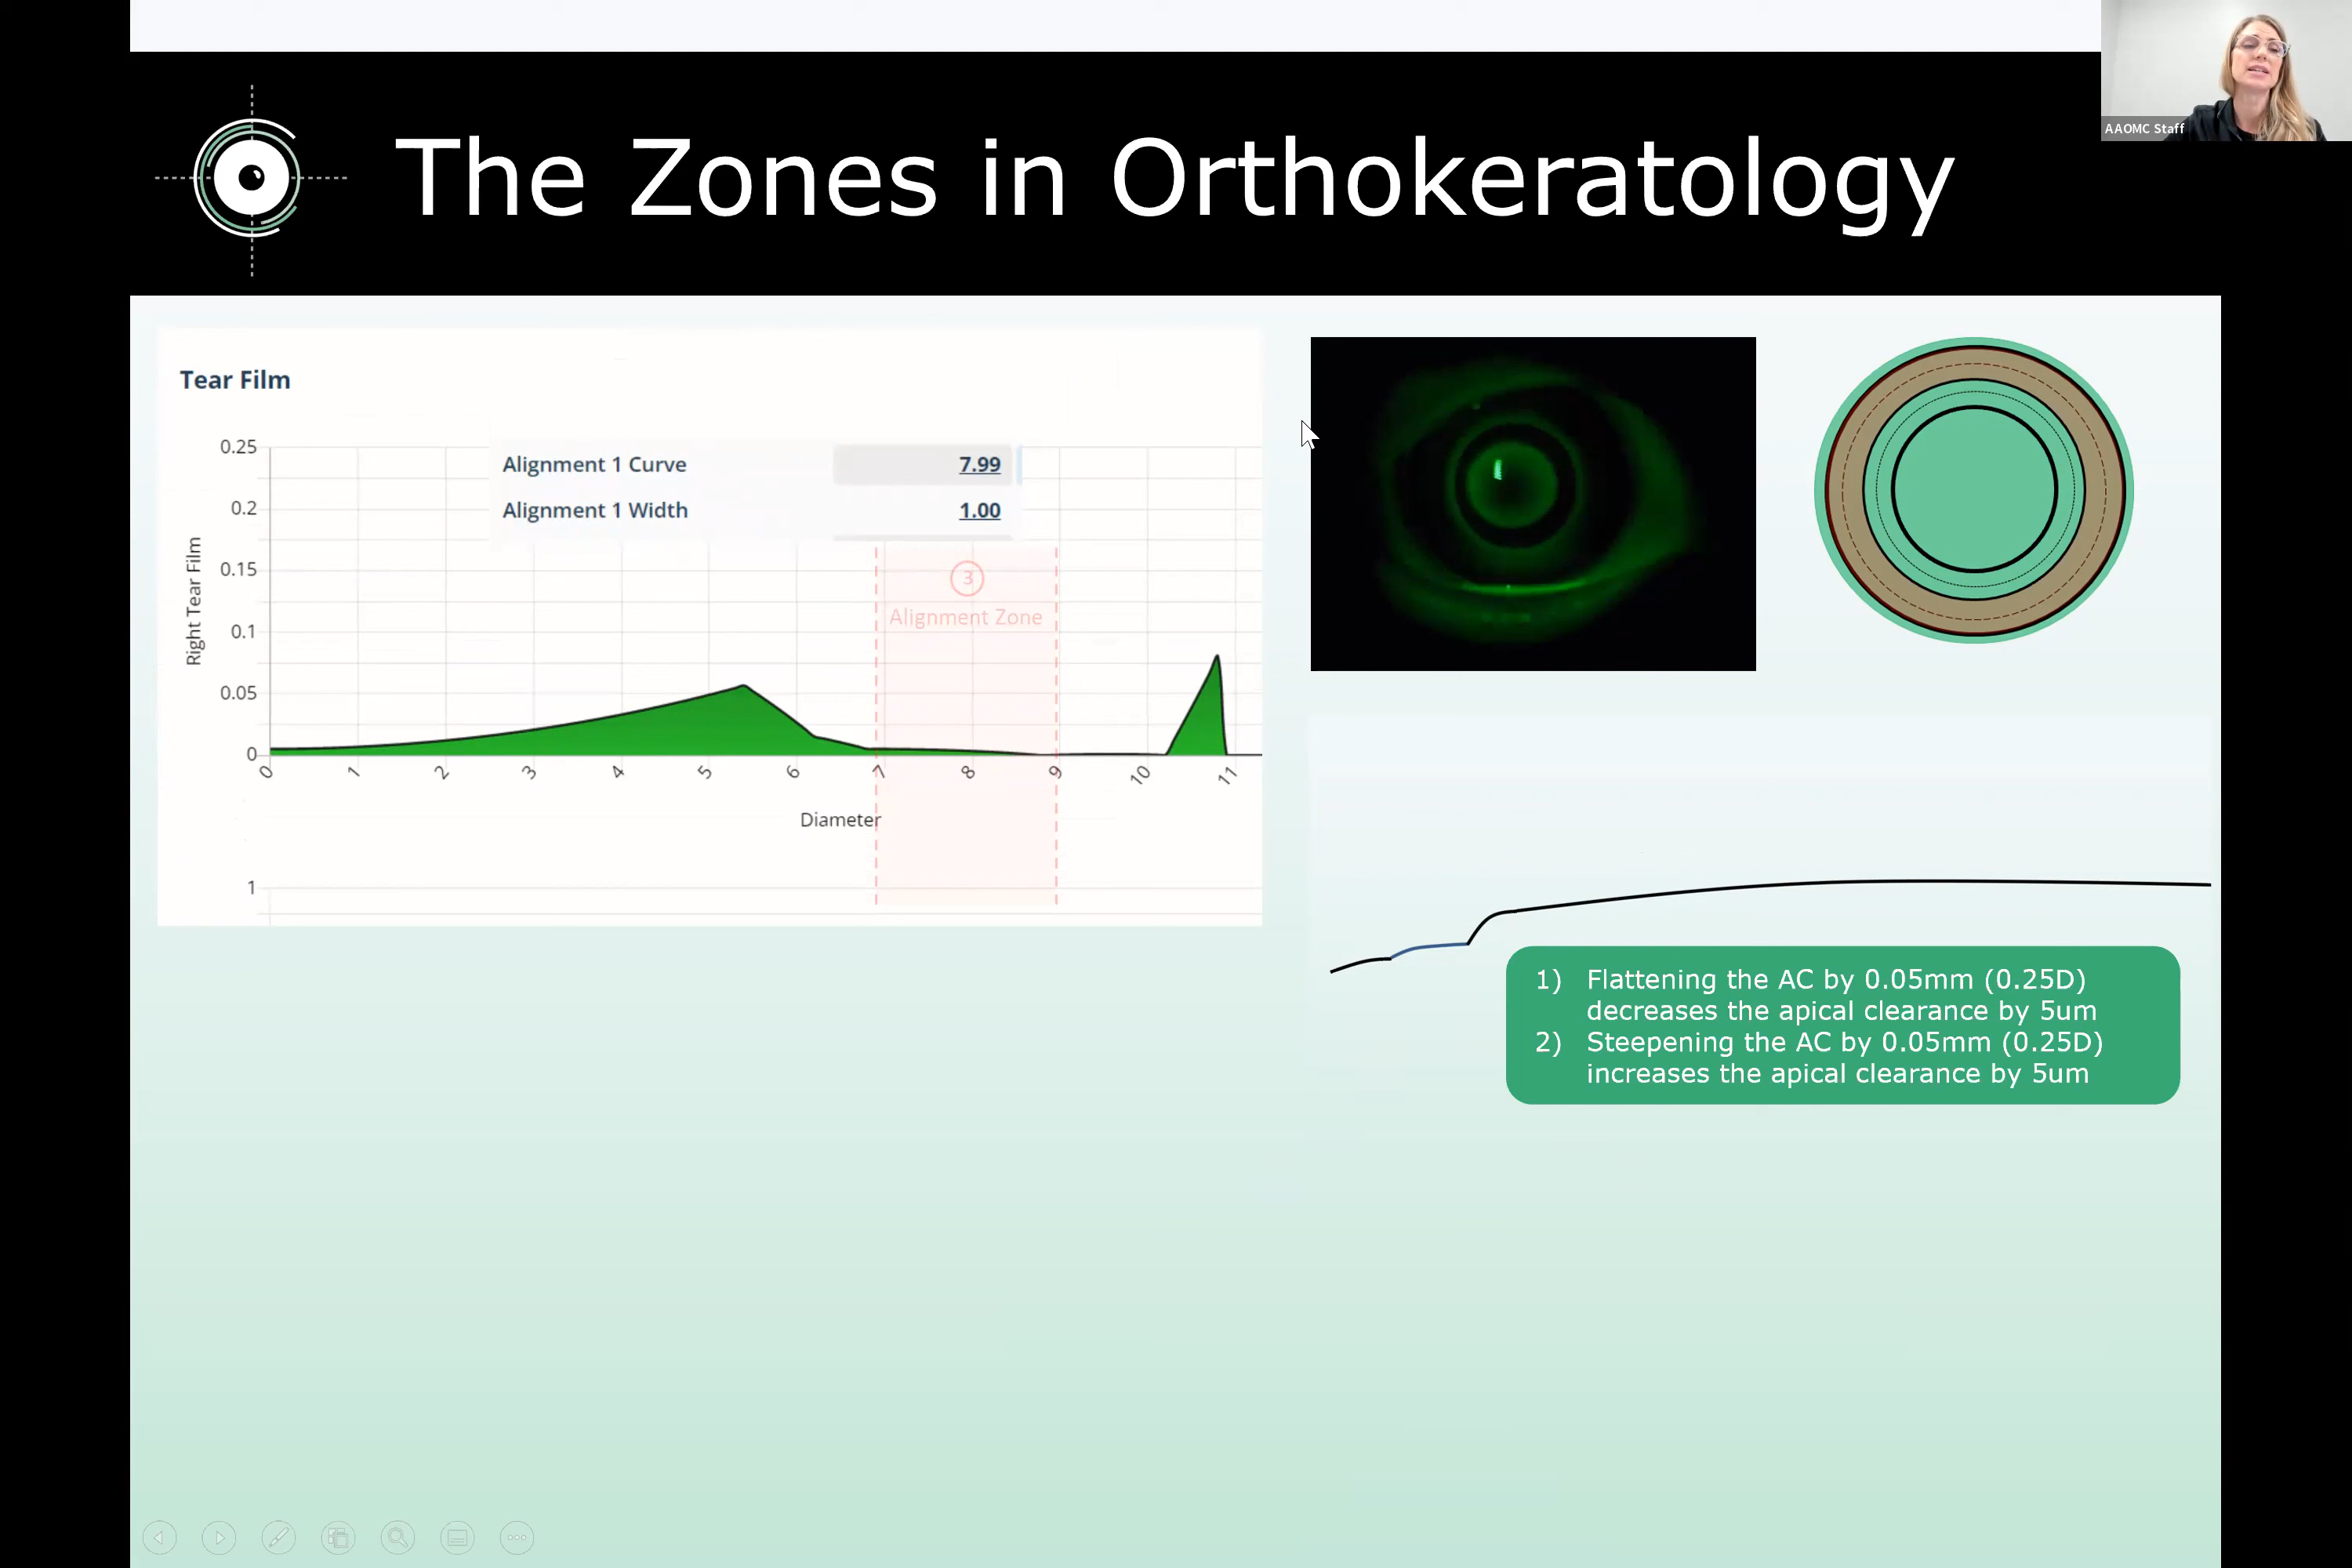 AAOMC Staff
The Zones in Orthokeratology
Tear Film
Alignment 1 Curve 7.99
Alignment 1 Width 1.00
0.25
0.2
0.15
0.1
0.05
0
Right Tear Film
3
Alignment Zone
0 1 2 3 4 5 6 7 8 9 10 11
Diameter
1
1) Flattening the AC by 0.05mm (0.25D)
decreases the apical clearance by 5um
2) Steepening the AC by 0.05mm (0.25D)
increases the apical clearance by 5um